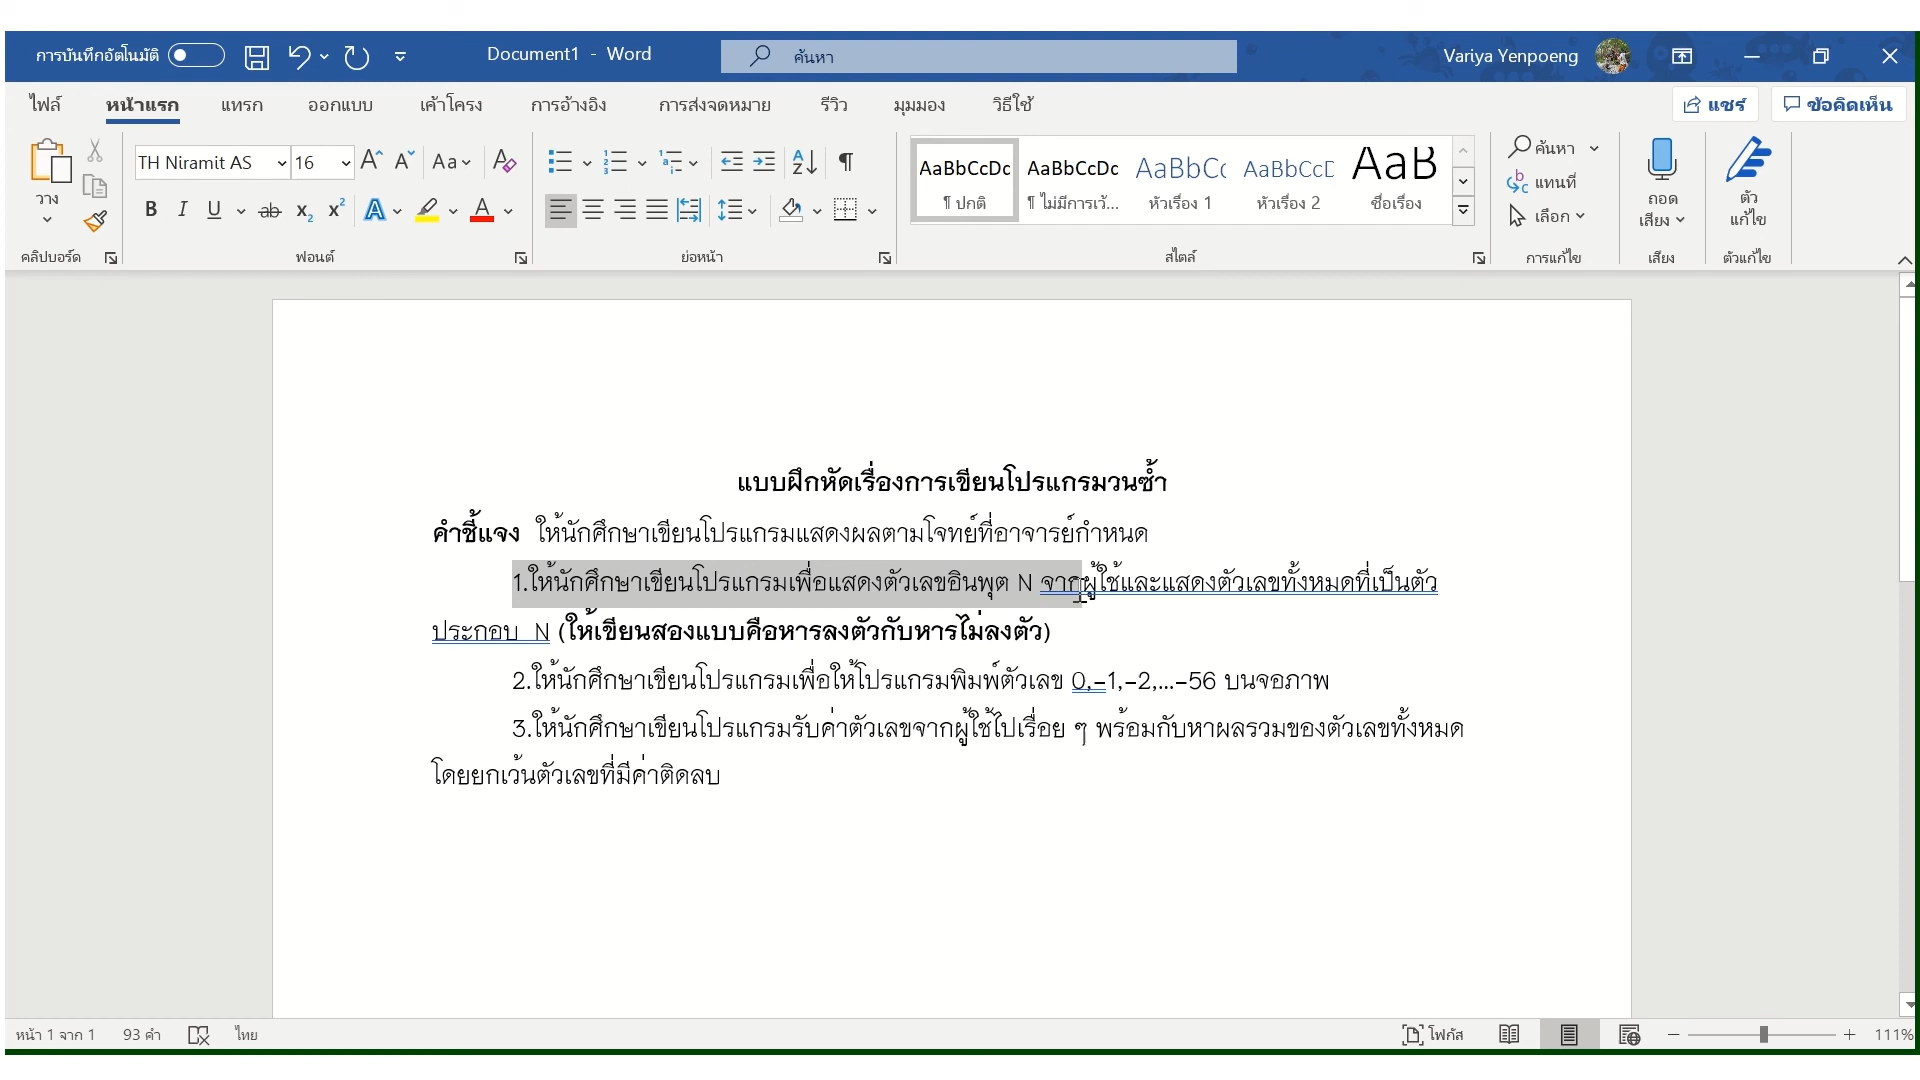 การบันทึกอัตโนมัติ
Document1 - Word
ค้นหา
Variya Yenpoeng
ไฟล์ หน้าแรก แทรก ออกแบบ เค้าโครง การอ้างอิง การส่งจดหมาย รีวิว มุมมอง วิธีใช้ แชร์ ข้อคิดเห็น
วาง
คลิปบอร์ด
TH Niramit AS 16
ฟอนต์
ย่อหน้า
AaBbCcDc AaBbCcDc AaBbCc AaBbCcD AaB
¶ ปกติ ¶ ไม่มีการเว้... หัวเรื่อง 1 หัวเรื่อง 2 ชื่อเรื่อง
สไตล์
ค้นหา
แทนที่
เลือก
การแก้ไข
ถอด
เสียง
เสียง
ตัว
แก้ไข
ตัวแก้ไข
แบบฝึกหัดเรื่องการเขียนโปรแกรมวนซ้ำ
คำชี้แจง ให้นักศึกษาเขียนโปรแกรมแสดงผลตามโจทย์ที่อาจารย์กำหนด
1.ให้นักศึกษาเขียนโปรแกรมเพื่อแสดงตัวเลขอินพุต N จากผู้ใช้และแสดงตัวเลขทั้งหมดที่เป็นตัว
ประกอบ N (ให้เขียนสองแบบคือหารลงตัวกับหารไม่ลงตัว)
2.ให้นักศึกษาเขียนโปรแกรมเพื่อให้โปรแกรมพิมพ์ตัวเลข 0,-1,-2,...-56 บนจอภาพ
3.ให้นักศึกษาเขียนโปรแกรมรับค่าตัวเลขจากผู้ใช้ไปเรื่อย ๆ พร้อมกับหาผลรวมของตัวเลขทั้งหมด
โดยยกเว้นตัวเลขที่มีค่าติดลบ
หน้า 1 จาก 1 93 คำ ไทย โฟกัส 111%